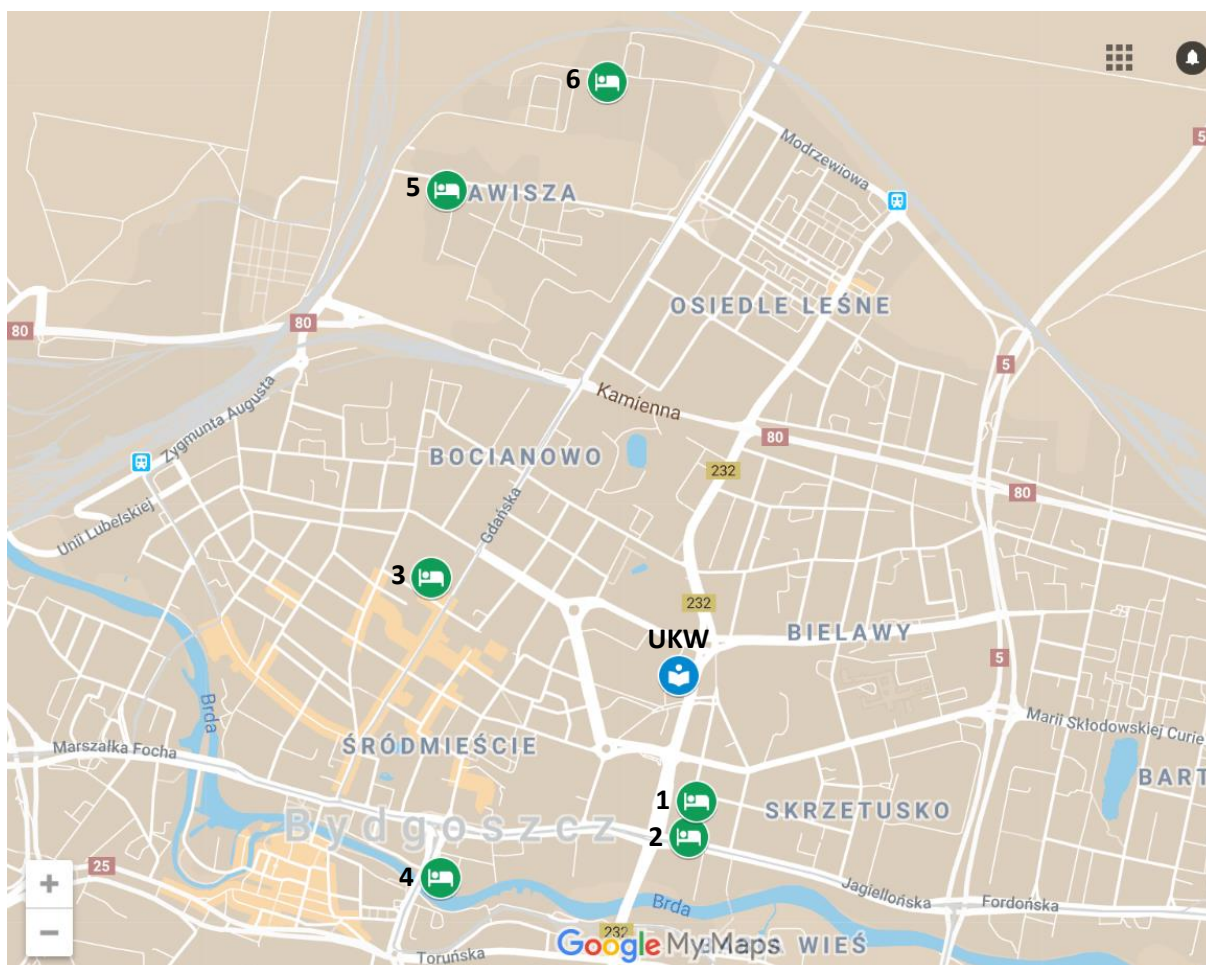 6
Modrzewiowa
5
5
AWISZA
OSIEDLE LEŚNE
80
80
5
Kamienna
Zygmunta Augusta
80
BOCIANOWO
232
80
Unii Lubelskiej
Gdańska
3
232
UKW
BIELAWY
5
Brda
Marii Skłodowskiej Curie
ŚRÓDMIEŚCIE
Marszałka Focha
BART
1
SKRZETUSKO
Bydgoszcz
2
25
4
Jagiellońska
Fordońska
Brda
232
Toruńska
Google My Maps
WIEŚ